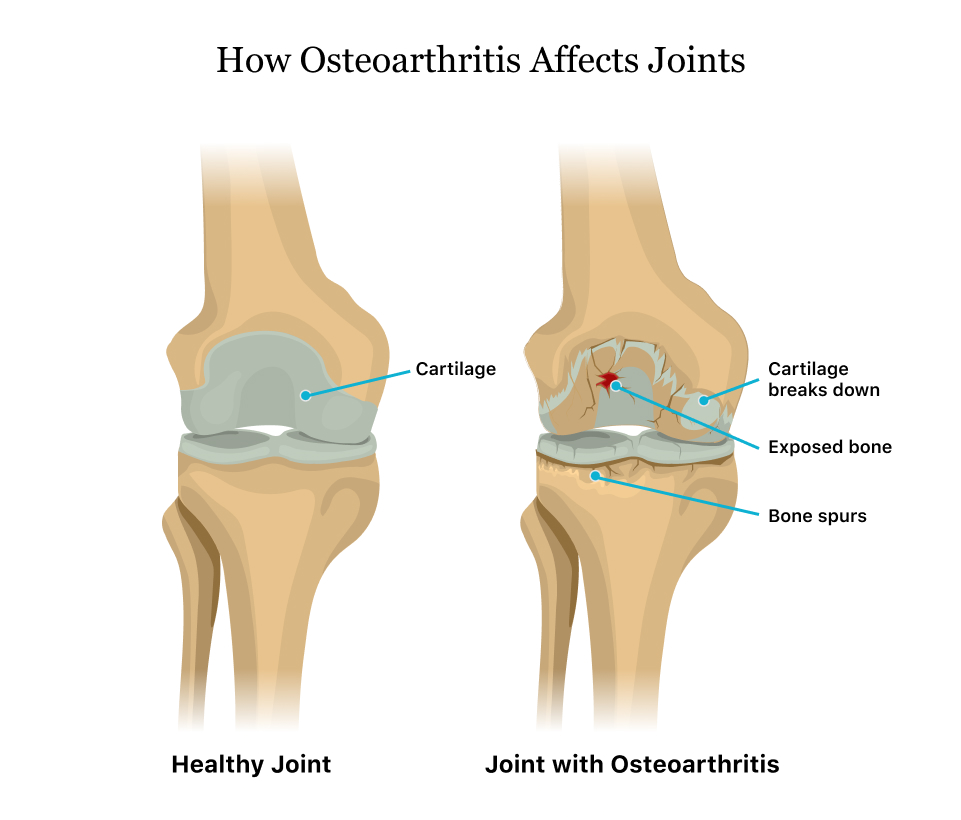 How Osteoarthritis Affects Joints
Cartilage
Cartilage
breaks down
Exposed bone
Bone spurs
Healthy Joint
Joint with Osteoarthritis